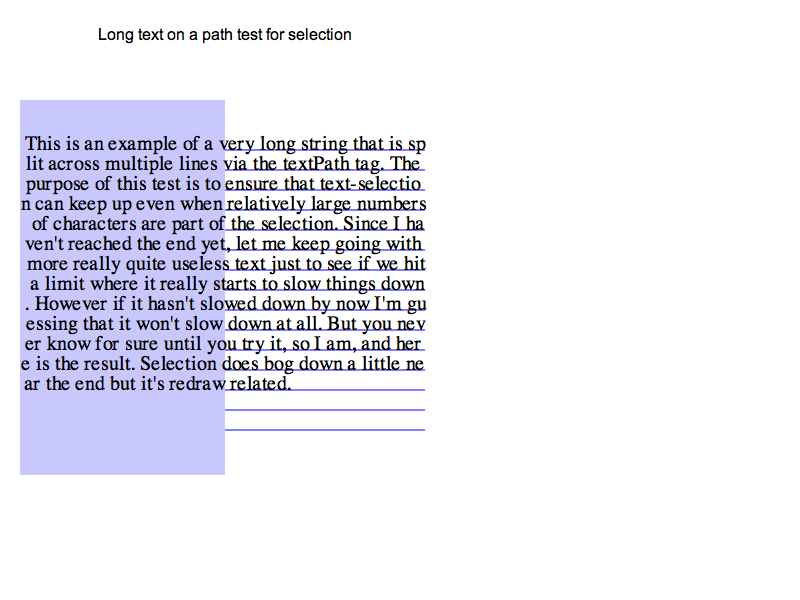 Long text on a path test for selection
This is an example of a very long string that is sp
lit across multiple lines via the textPath tag. The
purpose of this test is to ensure that text-selectio
n can keep up even when relatively large numbers
of characters are part of the selection. Since I ha
ven't reached the end yet, let me keep going with
more really quite useless text just to see if we hit
a limit where it really starts to slow things down
. However if it hasn't slowed down by now I'm gu
essing that it won't slow down at all. But you nev
er know for sure until you try it, so I am, and her
e is the result. Selection does bog down a little ne
ar the end but it's redraw related.